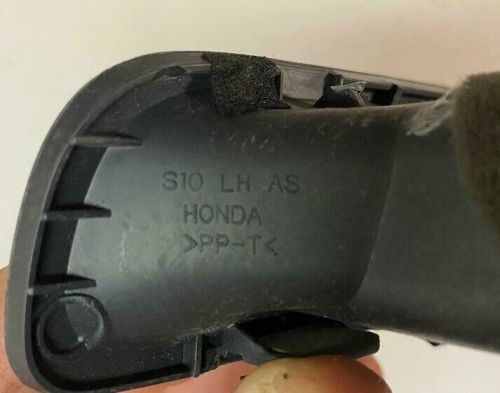 S10 LH AS
HONDA
>PP-T<